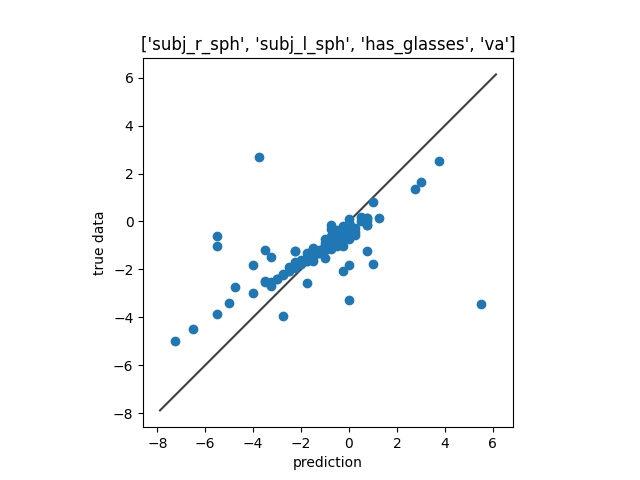 ['subj_r_sph', 'subj_l_sph', 'has_glasses', 'va']
6
4
2
0
−2
−4
−6
−8
true data
−8 −6 −4 −2 0 2 4 6
prediction